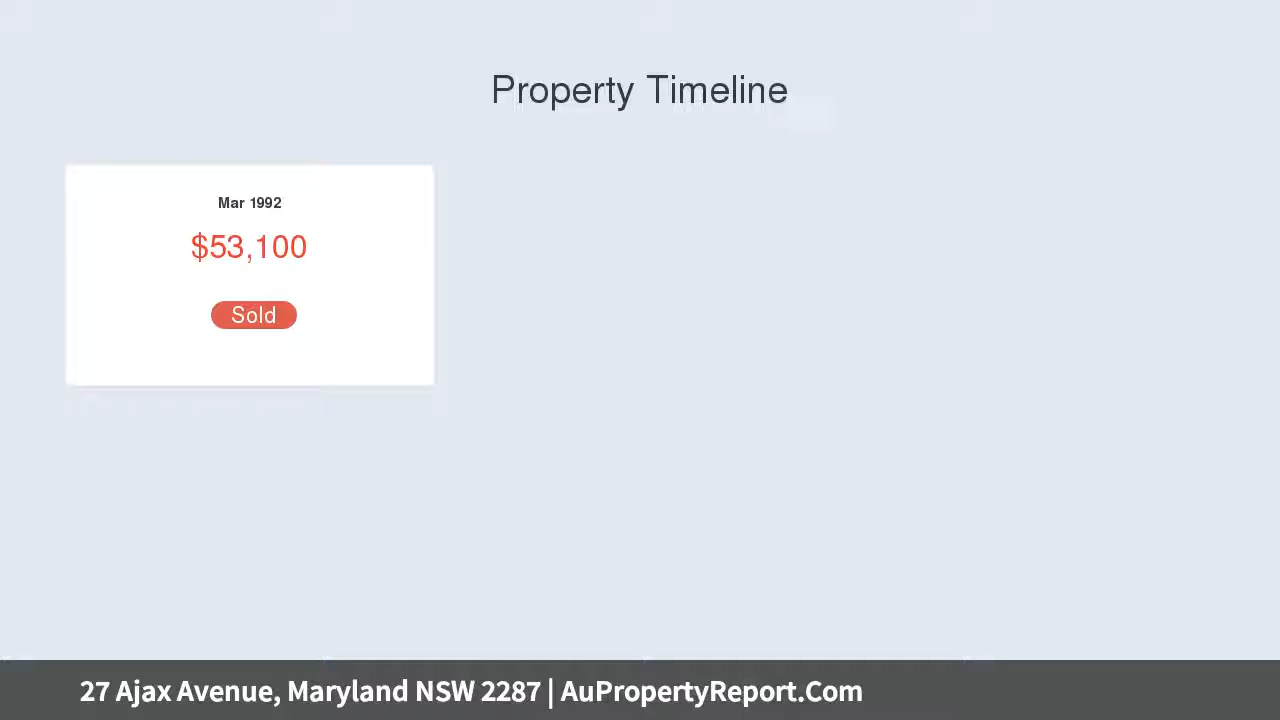 Property Timeline
Mar 1992
$53,100
Sold
27 Ajax Avenue, Maryland NSW 2287 | AuPropertyReport.Com